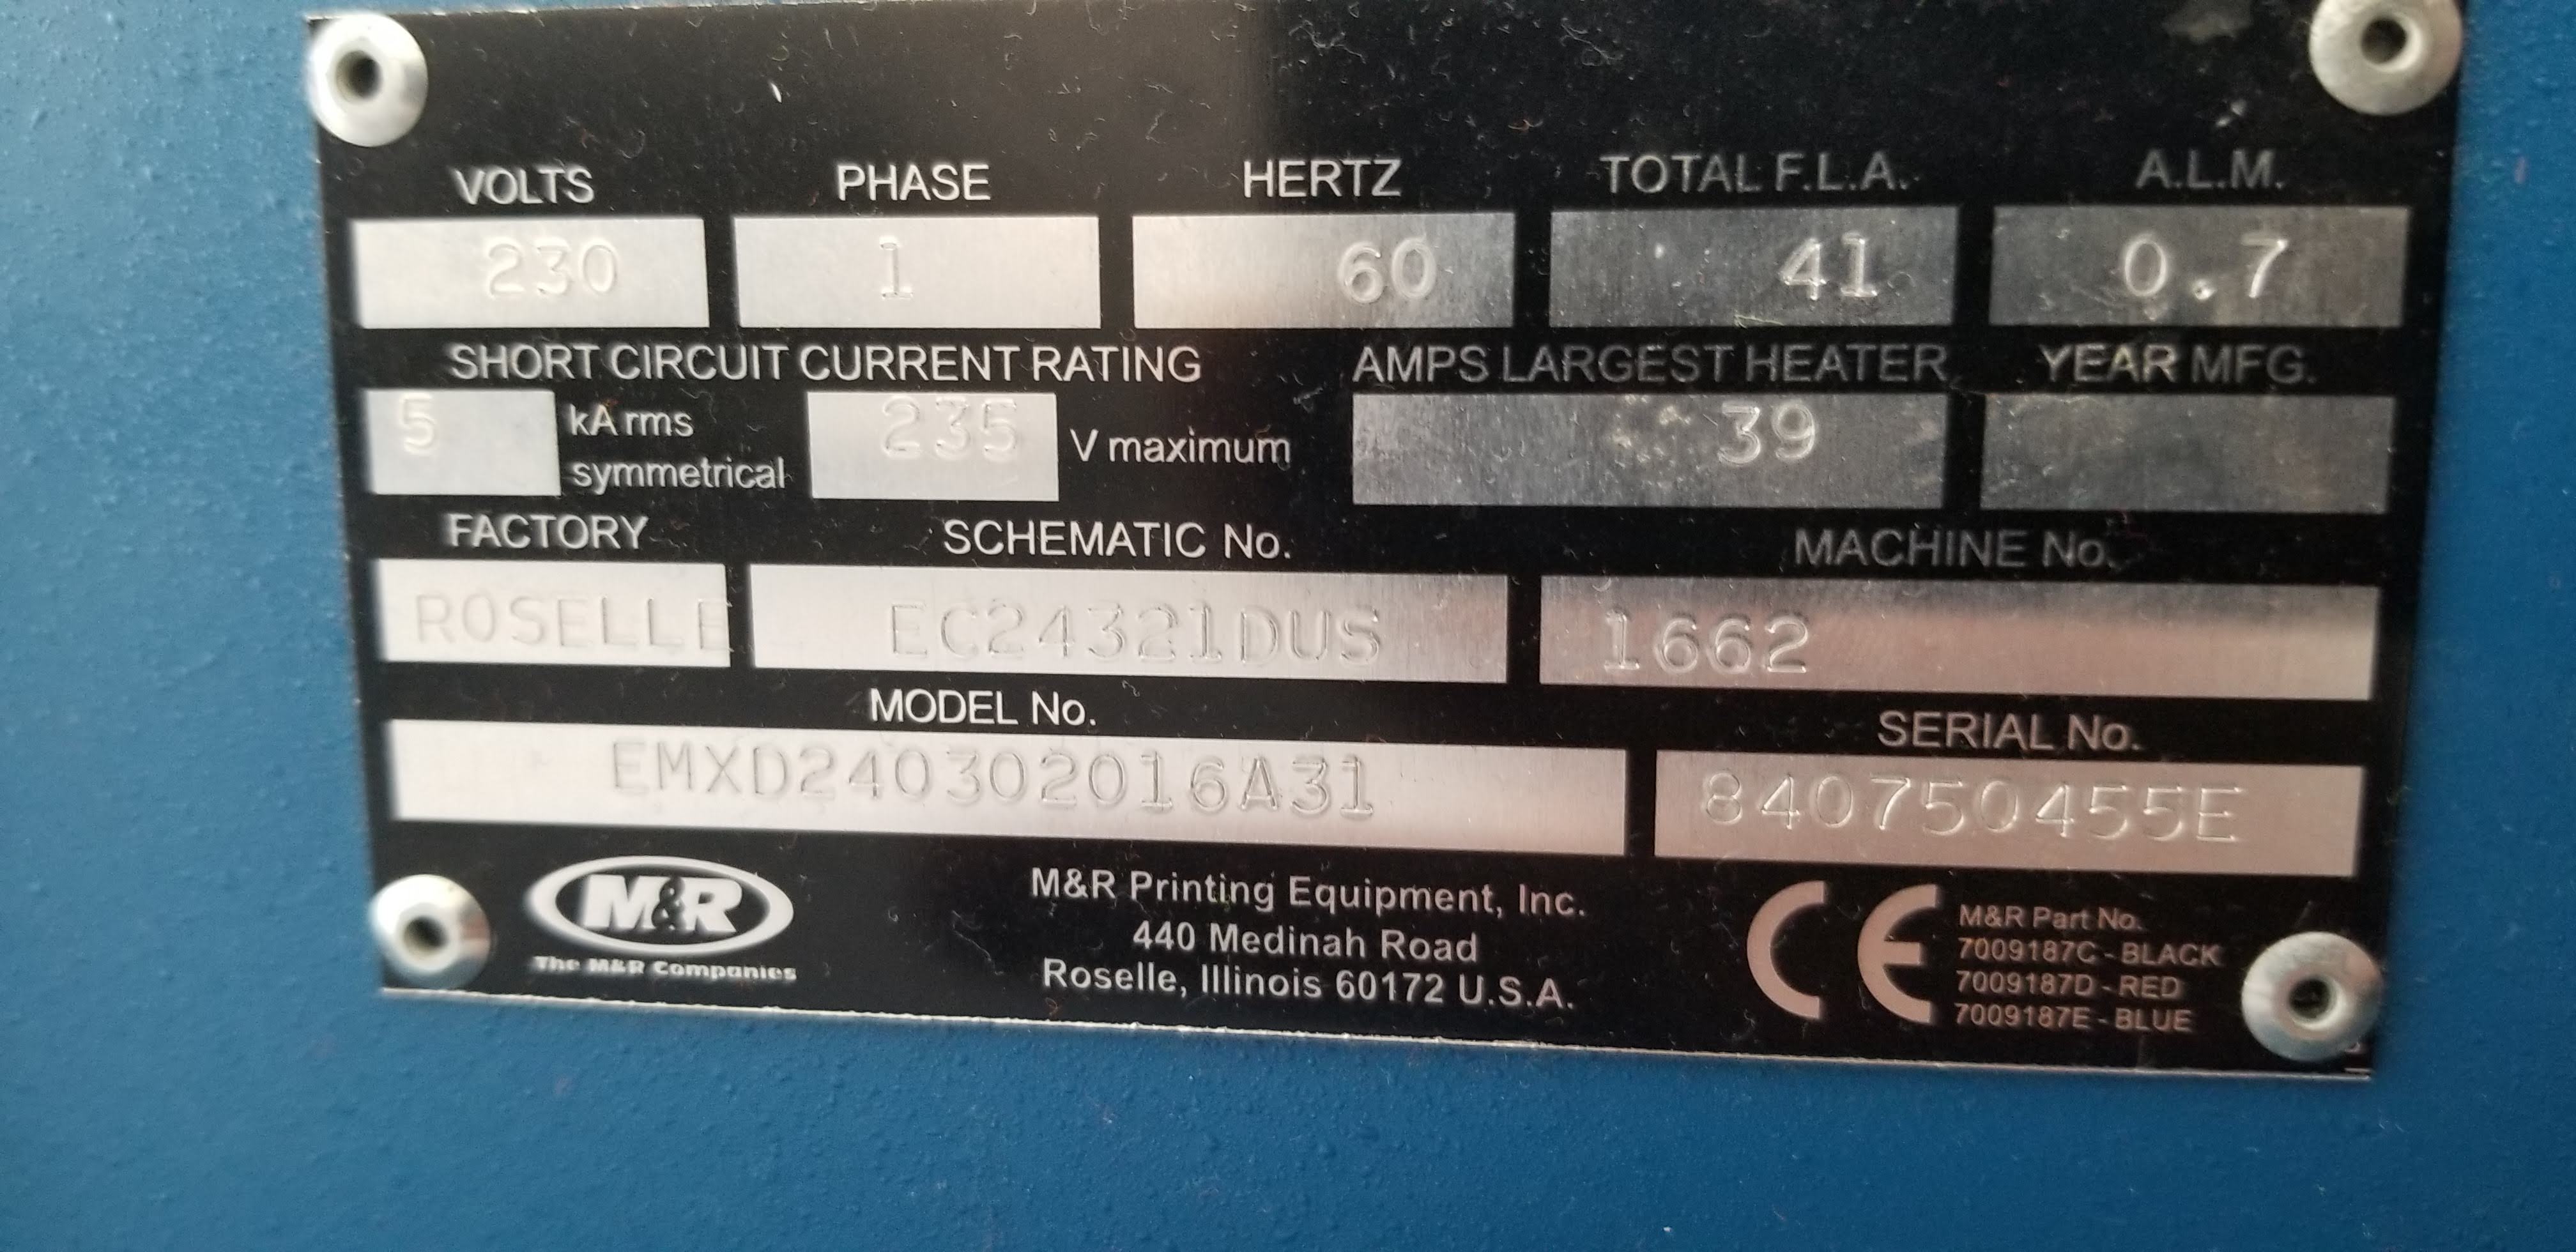 VOLTS PHASE HERTZ TOTAL F.L.A. A.L.M.
230 1 60 41 0.7
SHORT CIRCUIT CURRENT RATING AMPS LARGEST HEATER YEAR MFG.
5 kA rms symmetrical 235 V maximum 39
FACTORY SCHEMATIC No. MACHINE No.
ROSELLE EC24321DUS 1662
MODEL No. SERIAL No.
EMXD240302016A31 840750455E
M&R
The M&R Companies
M&R Printing Equipment, Inc.
440 Medinah Road
Roselle, Illinois 60172 U.S.A.
CE
M&R Part No.
7009187C - BLACK
7009187D - RED
7009187E - BLUE